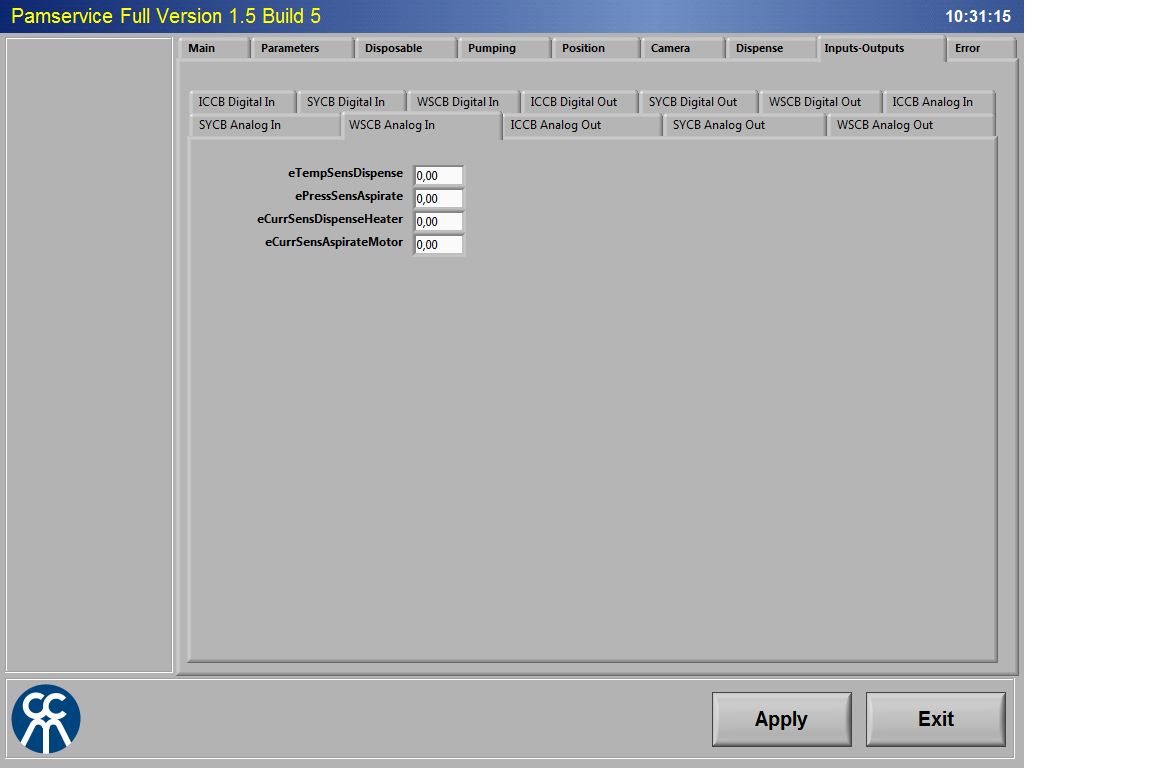 Pamservice Full Version 1.5 Build 5 10:31:15
Main Parameters Disposable Pumping Position Camera Dispense Inputs-Outputs Error
ICCB Digital In SYCB Digital In WSCB Digital In ICCB Digital Out SYCB Digital Out WSCB Digital Out ICCB Analog In
SYCB Analog In WSCB Analog In ICCB Analog Out SYCB Analog Out WSCB Analog Out
eTempSensDispense 0,00
ePressSensAspirate 0,00
eCurrSensDispenseHeater 0,00
eCurrSensAspirateMotor 0,00
Apply Exit